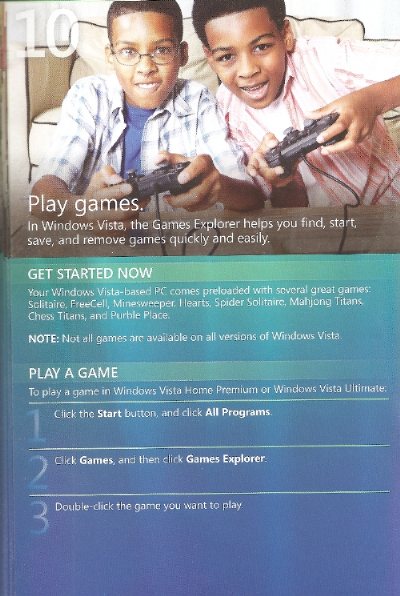 10
Play games.
In Windows Vista, the Games Explorer helps you find, start,
save, and remove games quickly and easily.
GET STARTED NOW
Your Windows Vista-based PC comes preloaded with several great games:
Solitaire, FreeCell, Minesweeper, Hearts, Spider Solitaire, Mahjong Titans,
Chess Titans, and Purble Place.
NOTE: Not all games are available on all versions of Windows Vista.
PLAY A GAME
To play a game in Windows Vista Home Premium or Windows Vista Ultimate:
1 Click the Start button, and click All Programs.
2 Click Games, and then click Games Explorer.
3 Double-click the game you want to play.